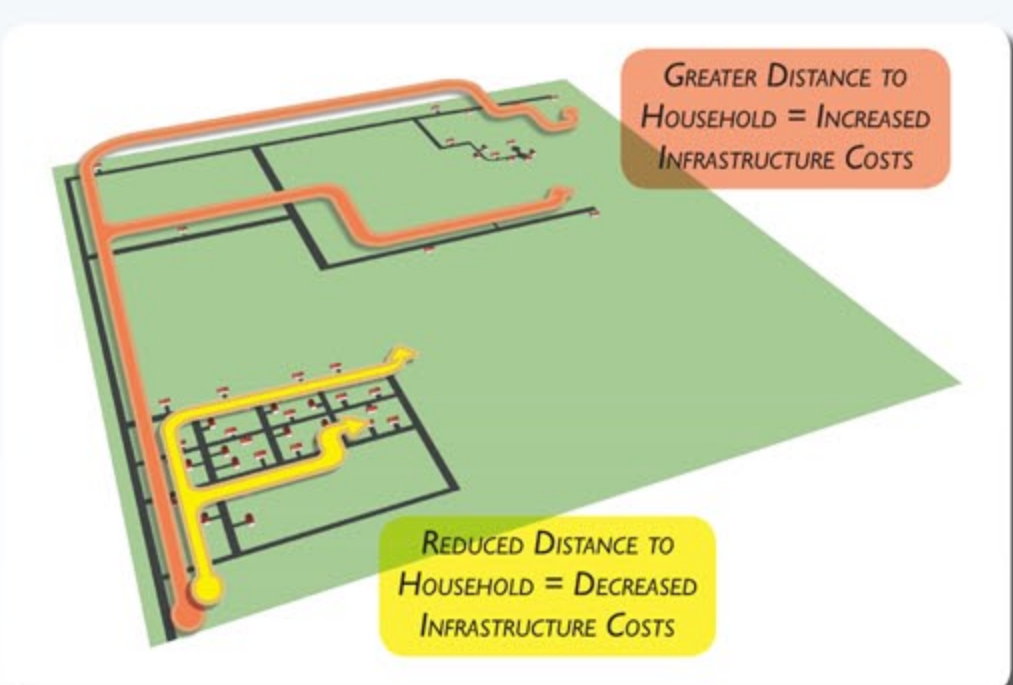 GREATER DISTANCE TO
HOUSEHOLD = INCREASED
INFRASTRUCTURE COSTS
REDUCED DISTANCE TO
HOUSEHOLD = DECREASED
INFRASTRUCTURE COSTS